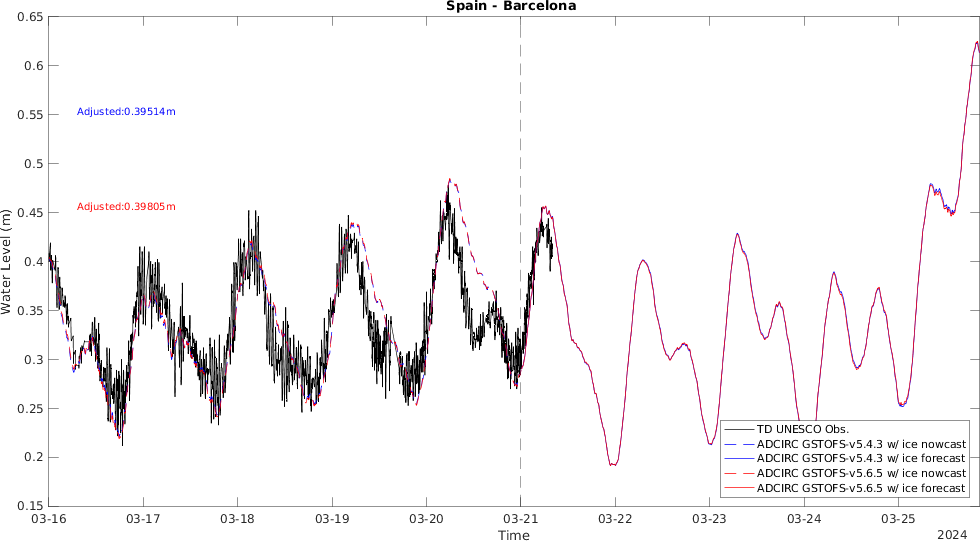 Spain - Barcelona
0.65
0.6
0.55
0.5
0.45
0.4
0.35
0.3
0.25
0.2
0.15
Water Level (m)
Adjusted:0.39514m
Adjusted:0.39805m
TD UNESCO Obs.
ADCIRC GSTOFS-v5.4.3 w/ ice nowcast
ADCIRC GSTOFS-v5.4.3 w/ ice forecast
ADCIRC GSTOFS-v5.6.5 w/ ice nowcast
ADCIRC GSTOFS-v5.6.5 w/ ice forecast
03-16 03-17 03-18 03-19 03-20 03-21 03-22 03-23 03-24 03-25
Time
2024